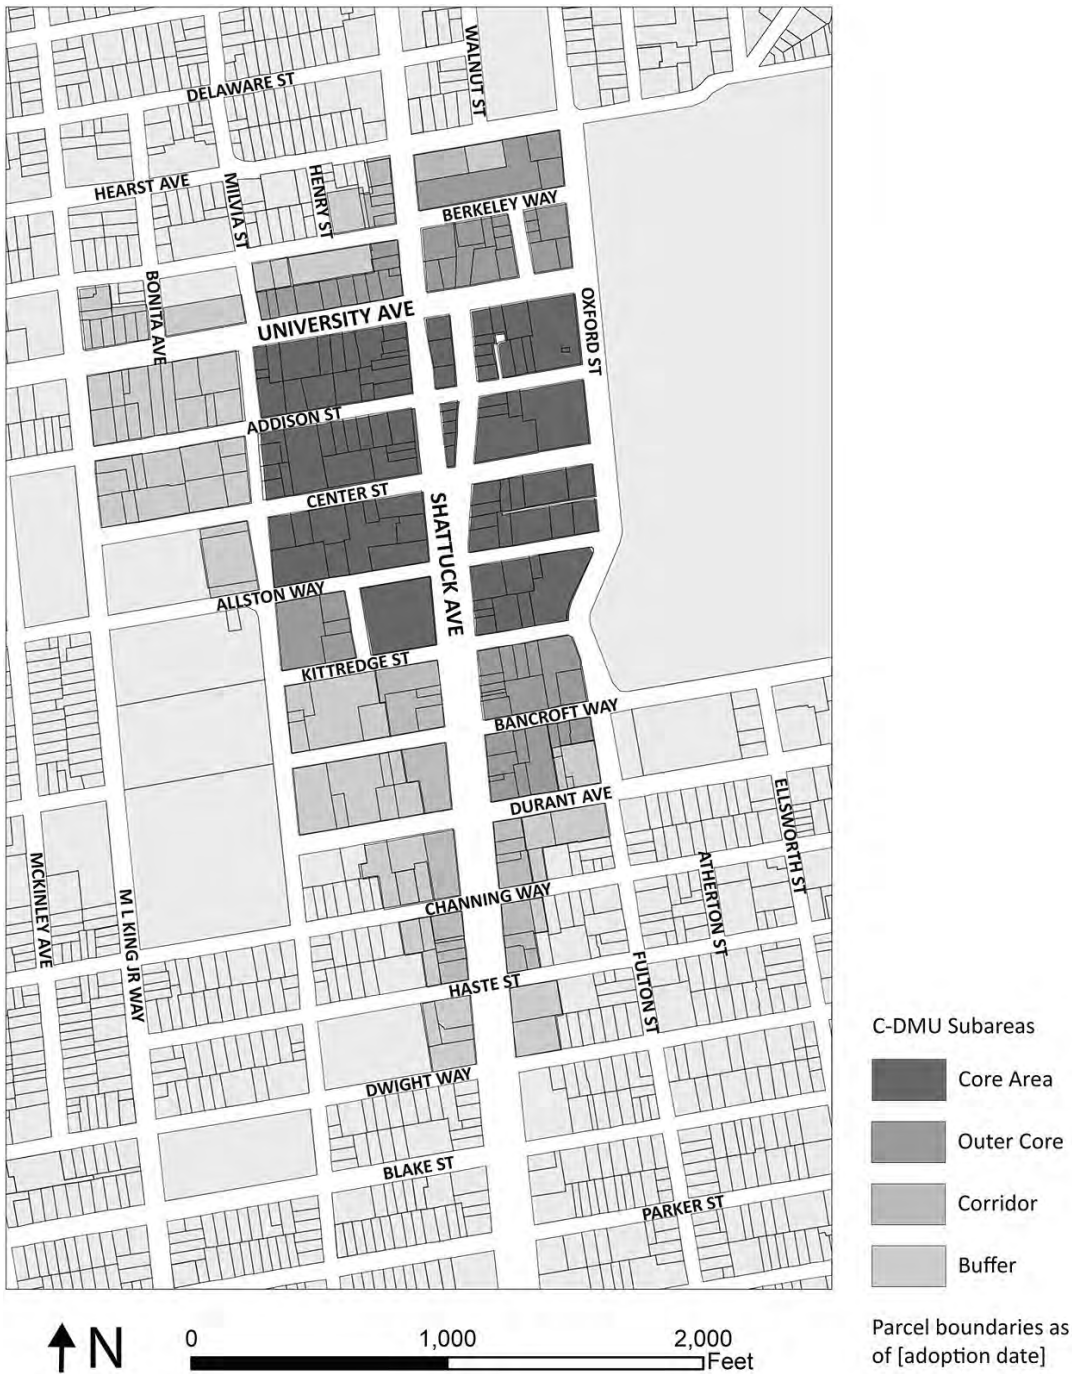 WALNUT ST
DELAWARE ST
HEARST AVE
MILVIA ST
HENRY ST
BERKELEY WAY
BONITA AVE
UNIVERSITY AVE
OXFORD ST
ADDISON ST
CENTER ST
SHATTUCK AVE
ALLSTON WAY
KITTREDGE ST
BANCROFT WAY
DURANT AVE
ELLSWORTH ST
MCKINLEY AVE
M L KING JR WAY
CHANNING WAY
ATHERTON ST
HASTE ST
FULTON ST
DWIGHT WAY
BLAKE ST
PARKER ST
C-DMU Subareas
Core Area
Outer Core
Corridor
Buffer
Parcel boundaries as
of [adoption date]
N
0 1,000 2,000
Feet